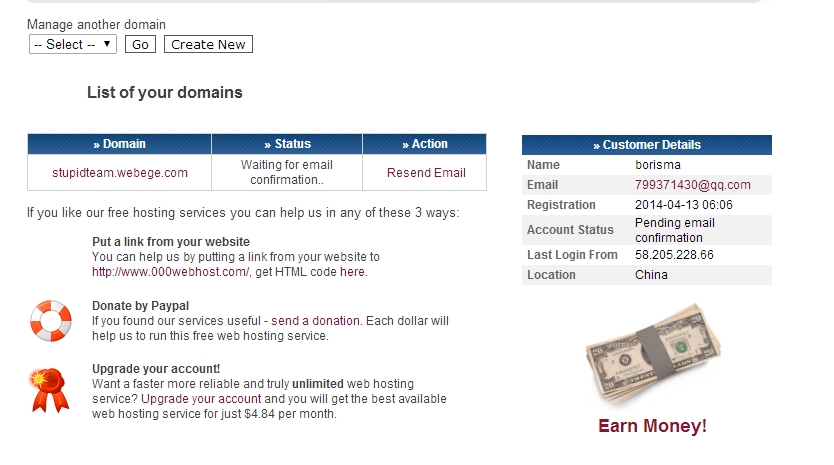 Manage another domain
-- Select -- Go Create New
List of your domains
» Domain » Status » Action
stupidteam.webege.com Waiting for email confirmation.. Resend Email
If you like our free hosting services you can help us in any of these 3 ways:
Put a link from your website
You can help us by putting a link from your website to
http://www.000webhost.com/, get HTML code here.
Donate by Paypal
If you found our services useful - send a donation. Each dollar will
help us to run this free web hosting service.
Upgrade your account!
Want a faster more reliable and truly unlimited web hosting
service? Upgrade your account and you will get the best available
web hosting service for just $4.84 per month.
» Customer Details
Name borisma
Email 799371430@qq.com
Registration 2014-04-13 06:06
Account Status Pending email confirmation
Last Login From 58.205.228.66
Location China
20
20
Earn Money!